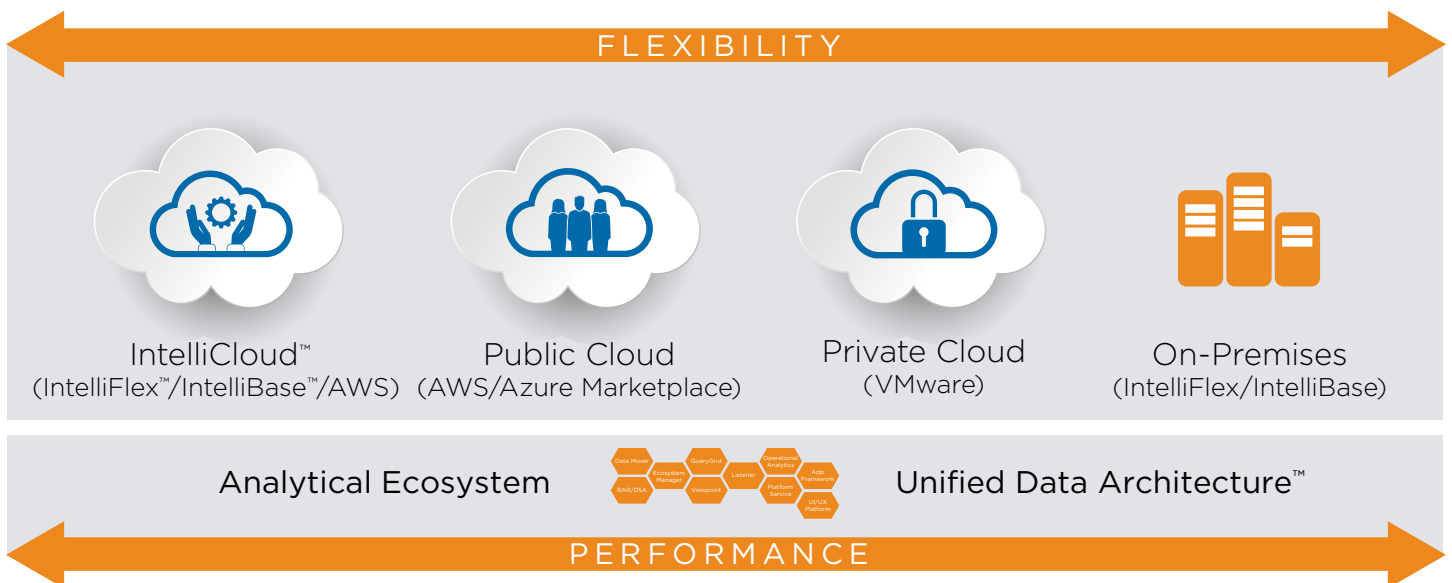 FLEXIBILITY
IntelliCloud™
(IntelliFlex™/IntelliBase™/AWS)
Public Cloud
(AWS/Azure Marketplace)
Private Cloud
(VMware)
On-Premises
(IntelliFlex/IntelliBase)
Analytical Ecosystem
Data Mover
BAR/DSA
Ecosystem
Manager
QueryGrid
Viewpoint
Listener
Operational
Analytics
Platform
Service
App
Framework
UI/UX
Platform
Unified Data Architecture™
PERFORMANCE